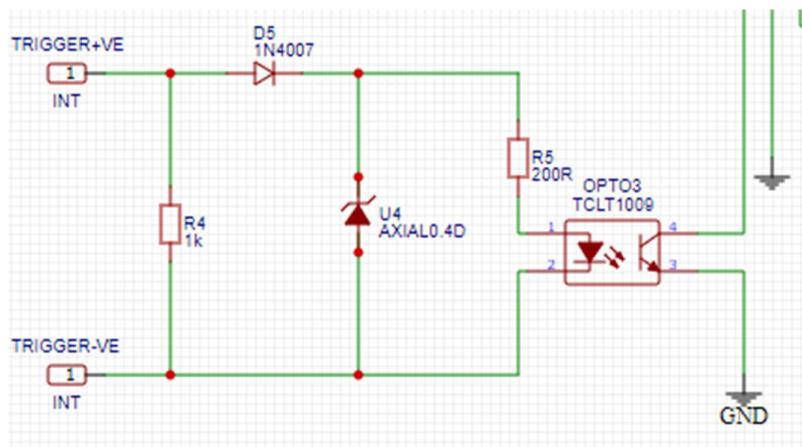 TRIGGER+VE
1
INT
D5
1N4007
R4
1k
U4
AXIAL0.4D
R5
200R
OPTO3
TCLT1009
1
4
2
3
TRIGGER-VE
1
INT
GND